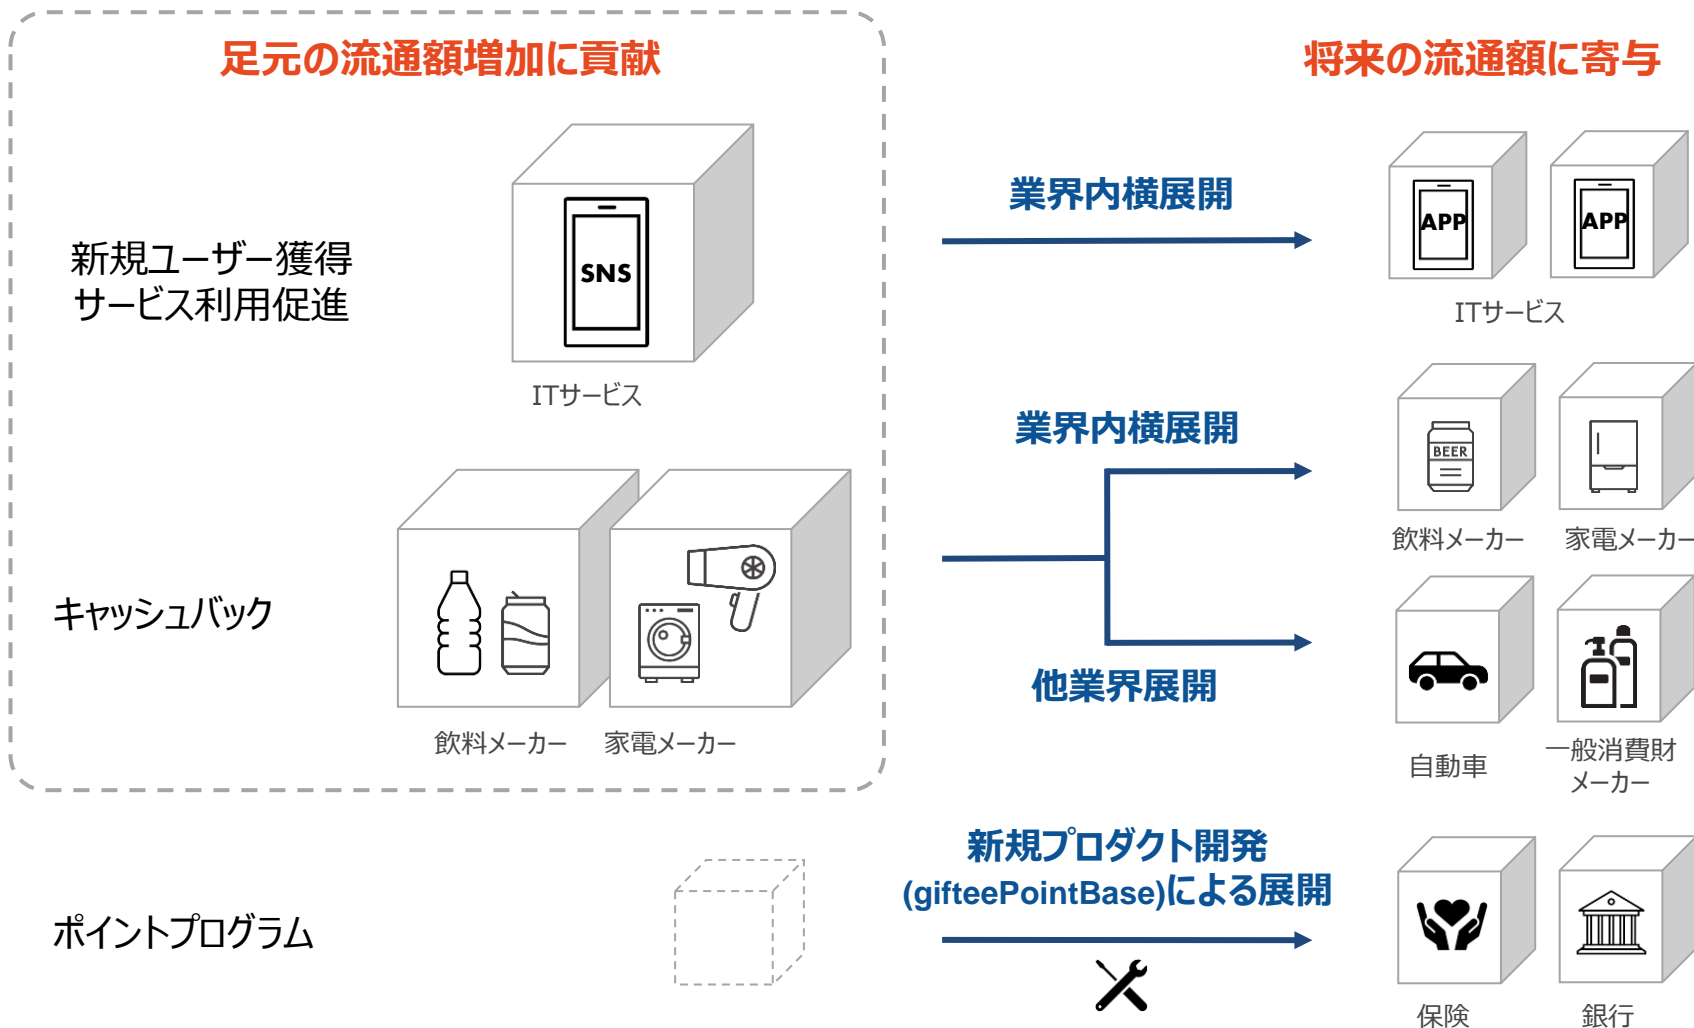 足元の流通額増加に貢献
将来の流通額に寄与
新規ユーザー獲得
サービス利用促進
SNS
ITサービス
業界内横展開
APP
APP
ITサービス
キャッシュバック
飲料メーカー
家電メーカー
業界内横展開
他業界展開
BEER
飲料メーカー
家電メーカー
自動車
一般消費財
メーカー
ポイントプログラム
新規プロダクト開発
(gifteePointBase)による展開
保険
銀行